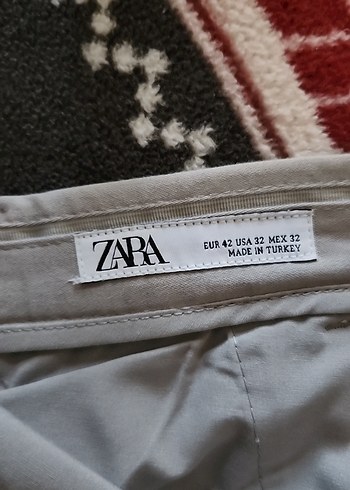 ZARA
EUR 42 USA 32 MEX 32
MADE IN TURKEY